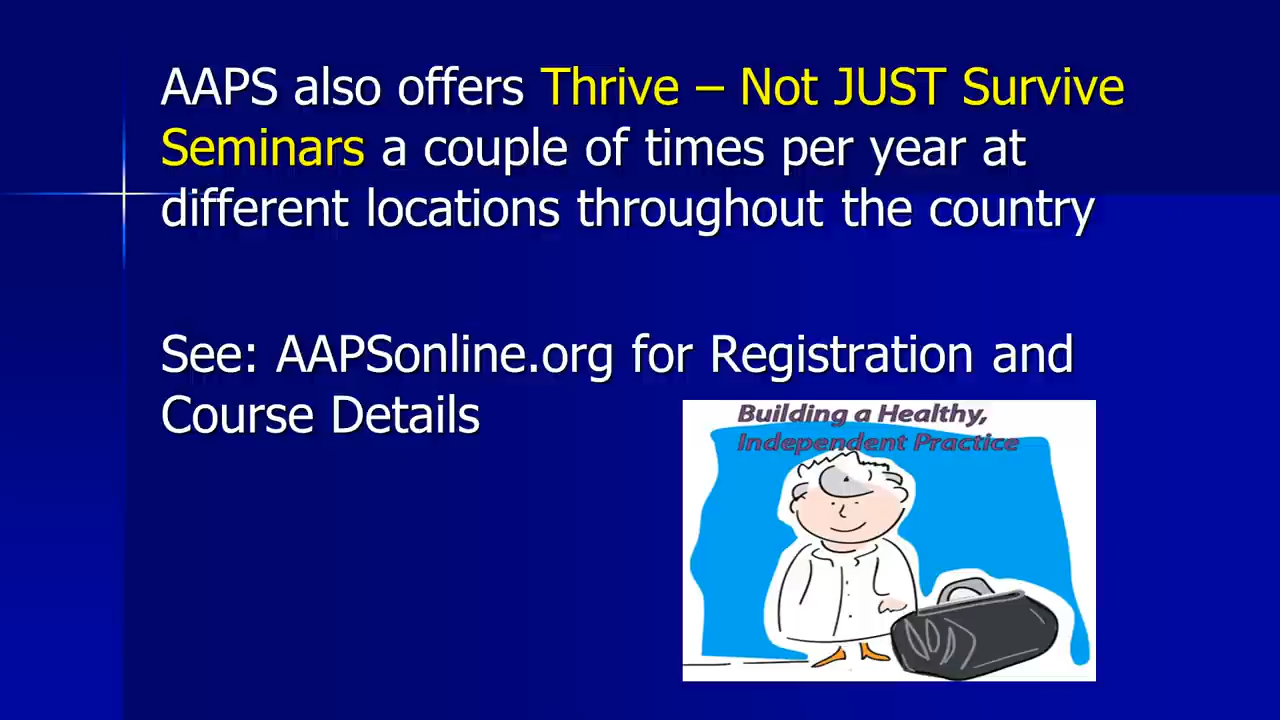 AAPS also offers Thrive – Not JUST Survive
Seminars a couple of times per year at
different locations throughout the country
See: AAPSonline.org for Registration and
Course Details
Building a Healthy,
Independent Practice